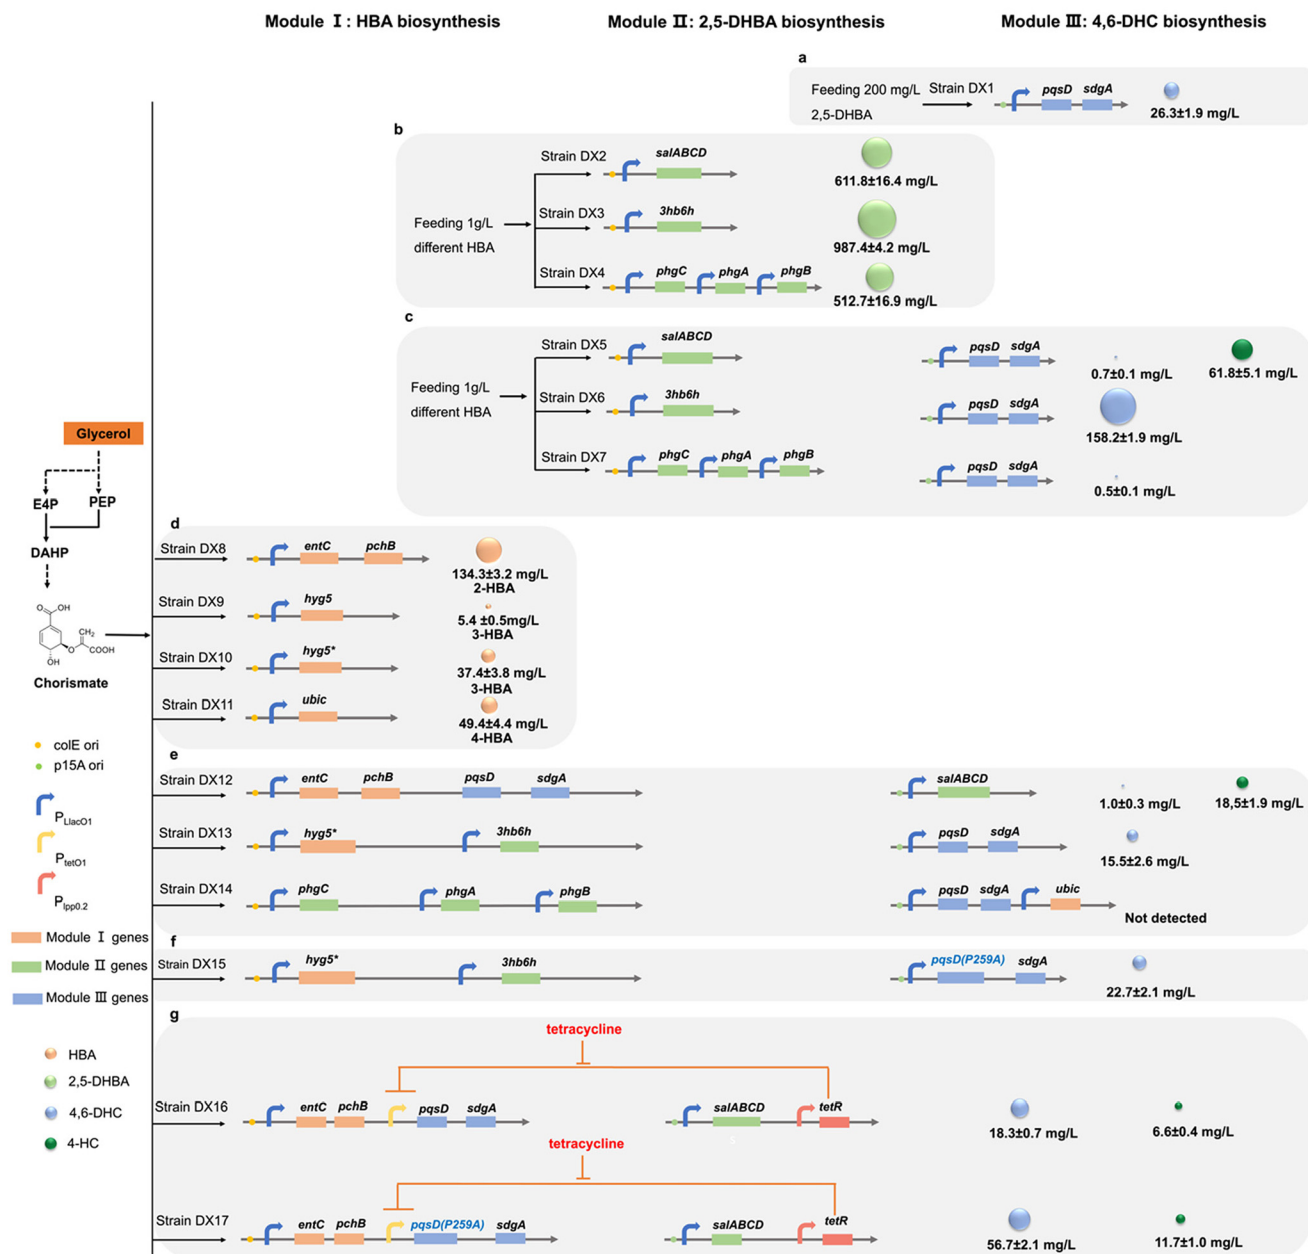 Module Ⅰ: HBA biosynthesis
Module Ⅱ: 2,5-DHBA biosynthesis
Module Ⅲ: 4,6-DHC biosynthesis
a
Feeding 200 mg/L
2,5-DHBA
Strain DX1
pqsD
sdgA
26.3±1.9 mg/L
b
Feeding 1g/L
different HBA
Strain DX2
salABCD
611.8±16.4 mg/L
Strain DX3
3hb6h
987.4±4.2 mg/L
Strain DX4
phgC
phgA
phgB
512.7±16.9 mg/L
c
Feeding 1g/L
different HBA
Strain DX5
salABCD
pqsD
sdgA
0.7±0.1 mg/L
61.8±5.1 mg/L
Strain DX6
3hb6h
pqsD
sdgA
158.2±1.9 mg/L
Strain DX7
phgC
phgA
phgB
pqsD
sdgA
0.5±0.1 mg/L
Glycerol
E4P
PEP
DAHP
O
OH
CH2
O
COOH
OH
Chorismate
d
Strain DX8
entC
pchB
134.3±3.2 mg/L
2-HBA
Strain DX9
hyg5
5.4 ±0.5mg/L
3-HBA
Strain DX10
hyg5*
37.4±3.8 mg/L
3-HBA
Strain DX11
ubic
49.4±4.4 mg/L
4-HBA
colE ori
p15A ori
PLlacO1
PtetO1
Plpp0.2
Module Ⅰ genes
Module Ⅱ genes
Module Ⅲ genes
HBA
2,5-DHBA
4,6-DHC
4-HC
e
Strain DX12
entC
pchB
pqsD
sdgA
salABCD
1.0±0.3 mg/L
18,5±1.9 mg/L
Strain DX13
hyg5*
3hb6h
pqsD
sdgA
15.5±2.6 mg/L
Strain DX14
phgC
phgA
phgB
pqsD
sdgA
ubic
Not detected
f
Strain DX15
hyg5*
3hb6h
pqsD(P259A)
sdgA
22.7±2.1 mg/L
g
tetracycline
Strain DX16
entC
pchB
pqsD
sdgA
salABCD
tetR
18.3±0.7 mg/L
6.6±0.4 mg/L
tetracycline
Strain DX17
entC
pchB
pqsD(P259A)
sdgA
salABCD
tetR
56.7±2.1 mg/L
11.7±1.0 mg/L